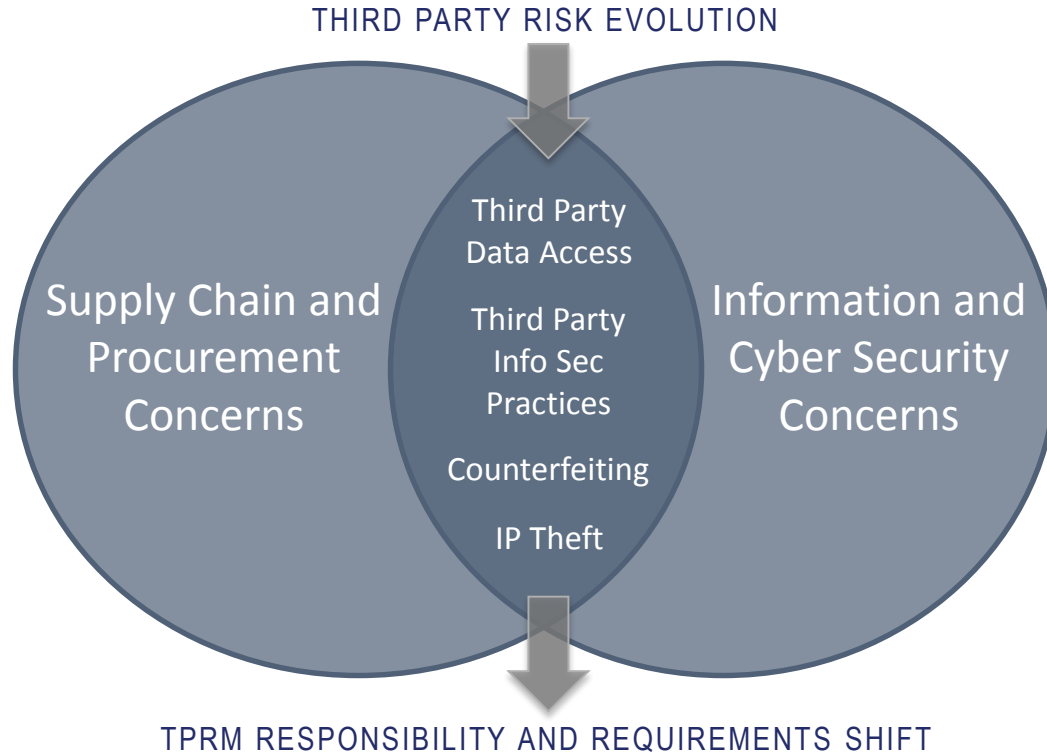 THIRD PARTY RISK EVOLUTION
Third Party
Data Access
Supply Chain and
Procurement
Concerns
Third Party
Info Sec
Practices
Information and
Cyber Security
Concerns
Counterfeiting
IP Theft
TPRM RESPONSIBILITY AND REQUIREMENTS SHIFT